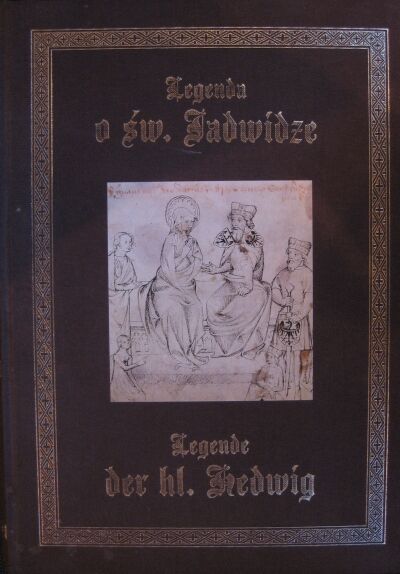 Legenda
o św. Jadwidze
Legende
der hl. Hedwig